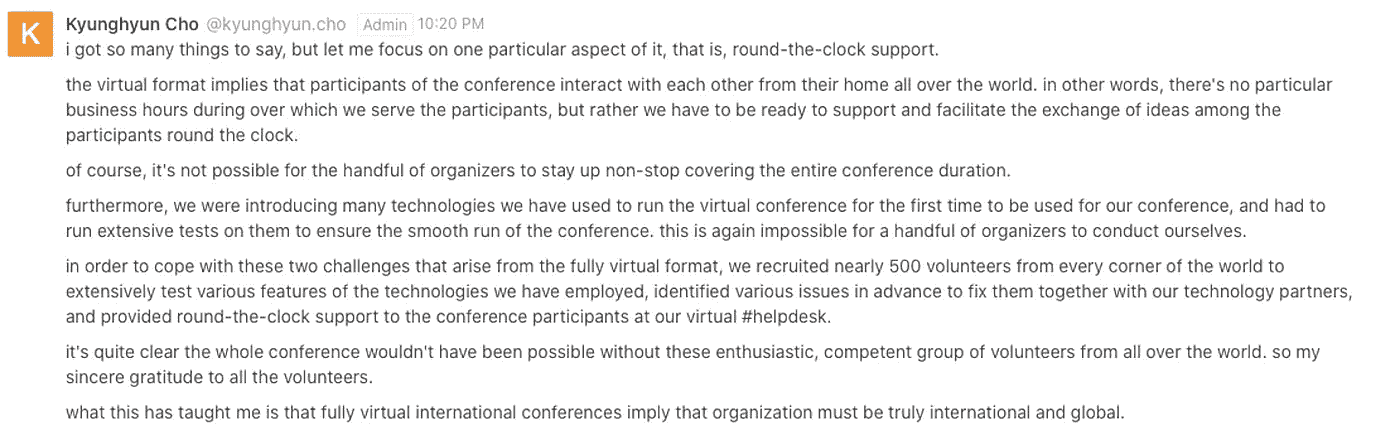 K
Kyunghyun Cho @kyunghyun.cho Admin 10:20 PM
i got so many things to say, but let me focus on one particular aspect of it, that is, round-the-clock support.
the virtual format implies that participants of the conference interact with each other from their home all over the world. in other words, there's no particular
business hours during over which we serve the participants, but rather we have to be ready to support and facilitate the exchange of ideas among the
participants round the clock.
of course, it's not possible for the handful of organizers to stay up non-stop covering the entire conference duration.
furthermore, we were introducing many technologies we have used to run the virtual conference for the first time to be used for our conference, and had to
run extensive tests on them to ensure the smooth run of the conference. this is again impossible for a handful of organizers to conduct ourselves.
in order to cope with these two challenges that arise from the fully virtual format, we recruited nearly 500 volunteers from every corner of the world to
extensively test various features of the technologies we have employed, identified various issues in advance to fix them together with our technology partners,
and provided round-the-clock support to the conference participants at our virtual #helpdesk.
it's quite clear the whole conference wouldn't have been possible without these enthusiastic, competent group of volunteers from all over the world. so my
sincere gratitude to all the volunteers.
what this has taught me is that fully virtual international conferences imply that organization must be truly international and global.